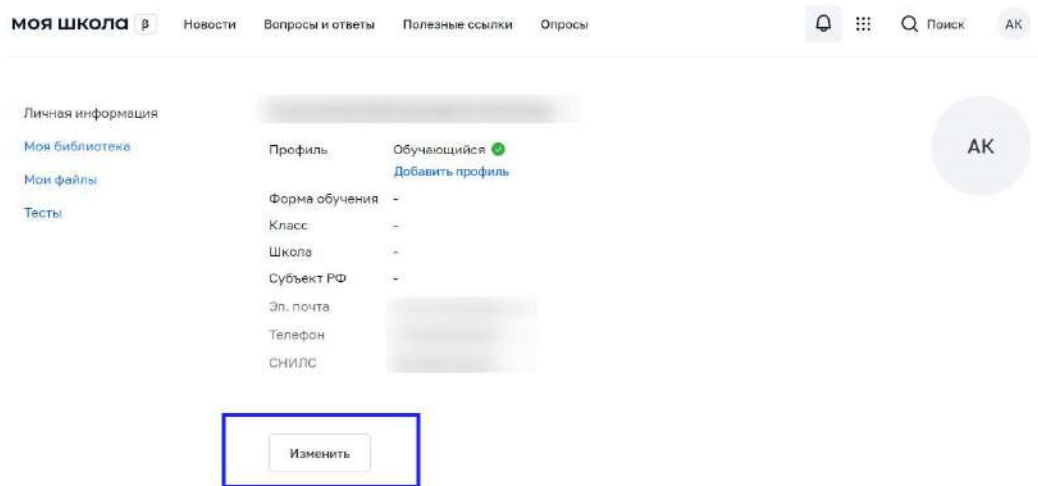 моя школа β Новости Вопросы и ответы Полезные ссылки Опросы Поиск АК
Личная информация
Моя библиотека
Мои файлы
Тесты
Профиль Обучающийся
Добавить профиль
Форма обучения -
Класс -
Школа -
Субъект РФ -
Эл. почта
Телефон
СНИЛС
АК
Изменить